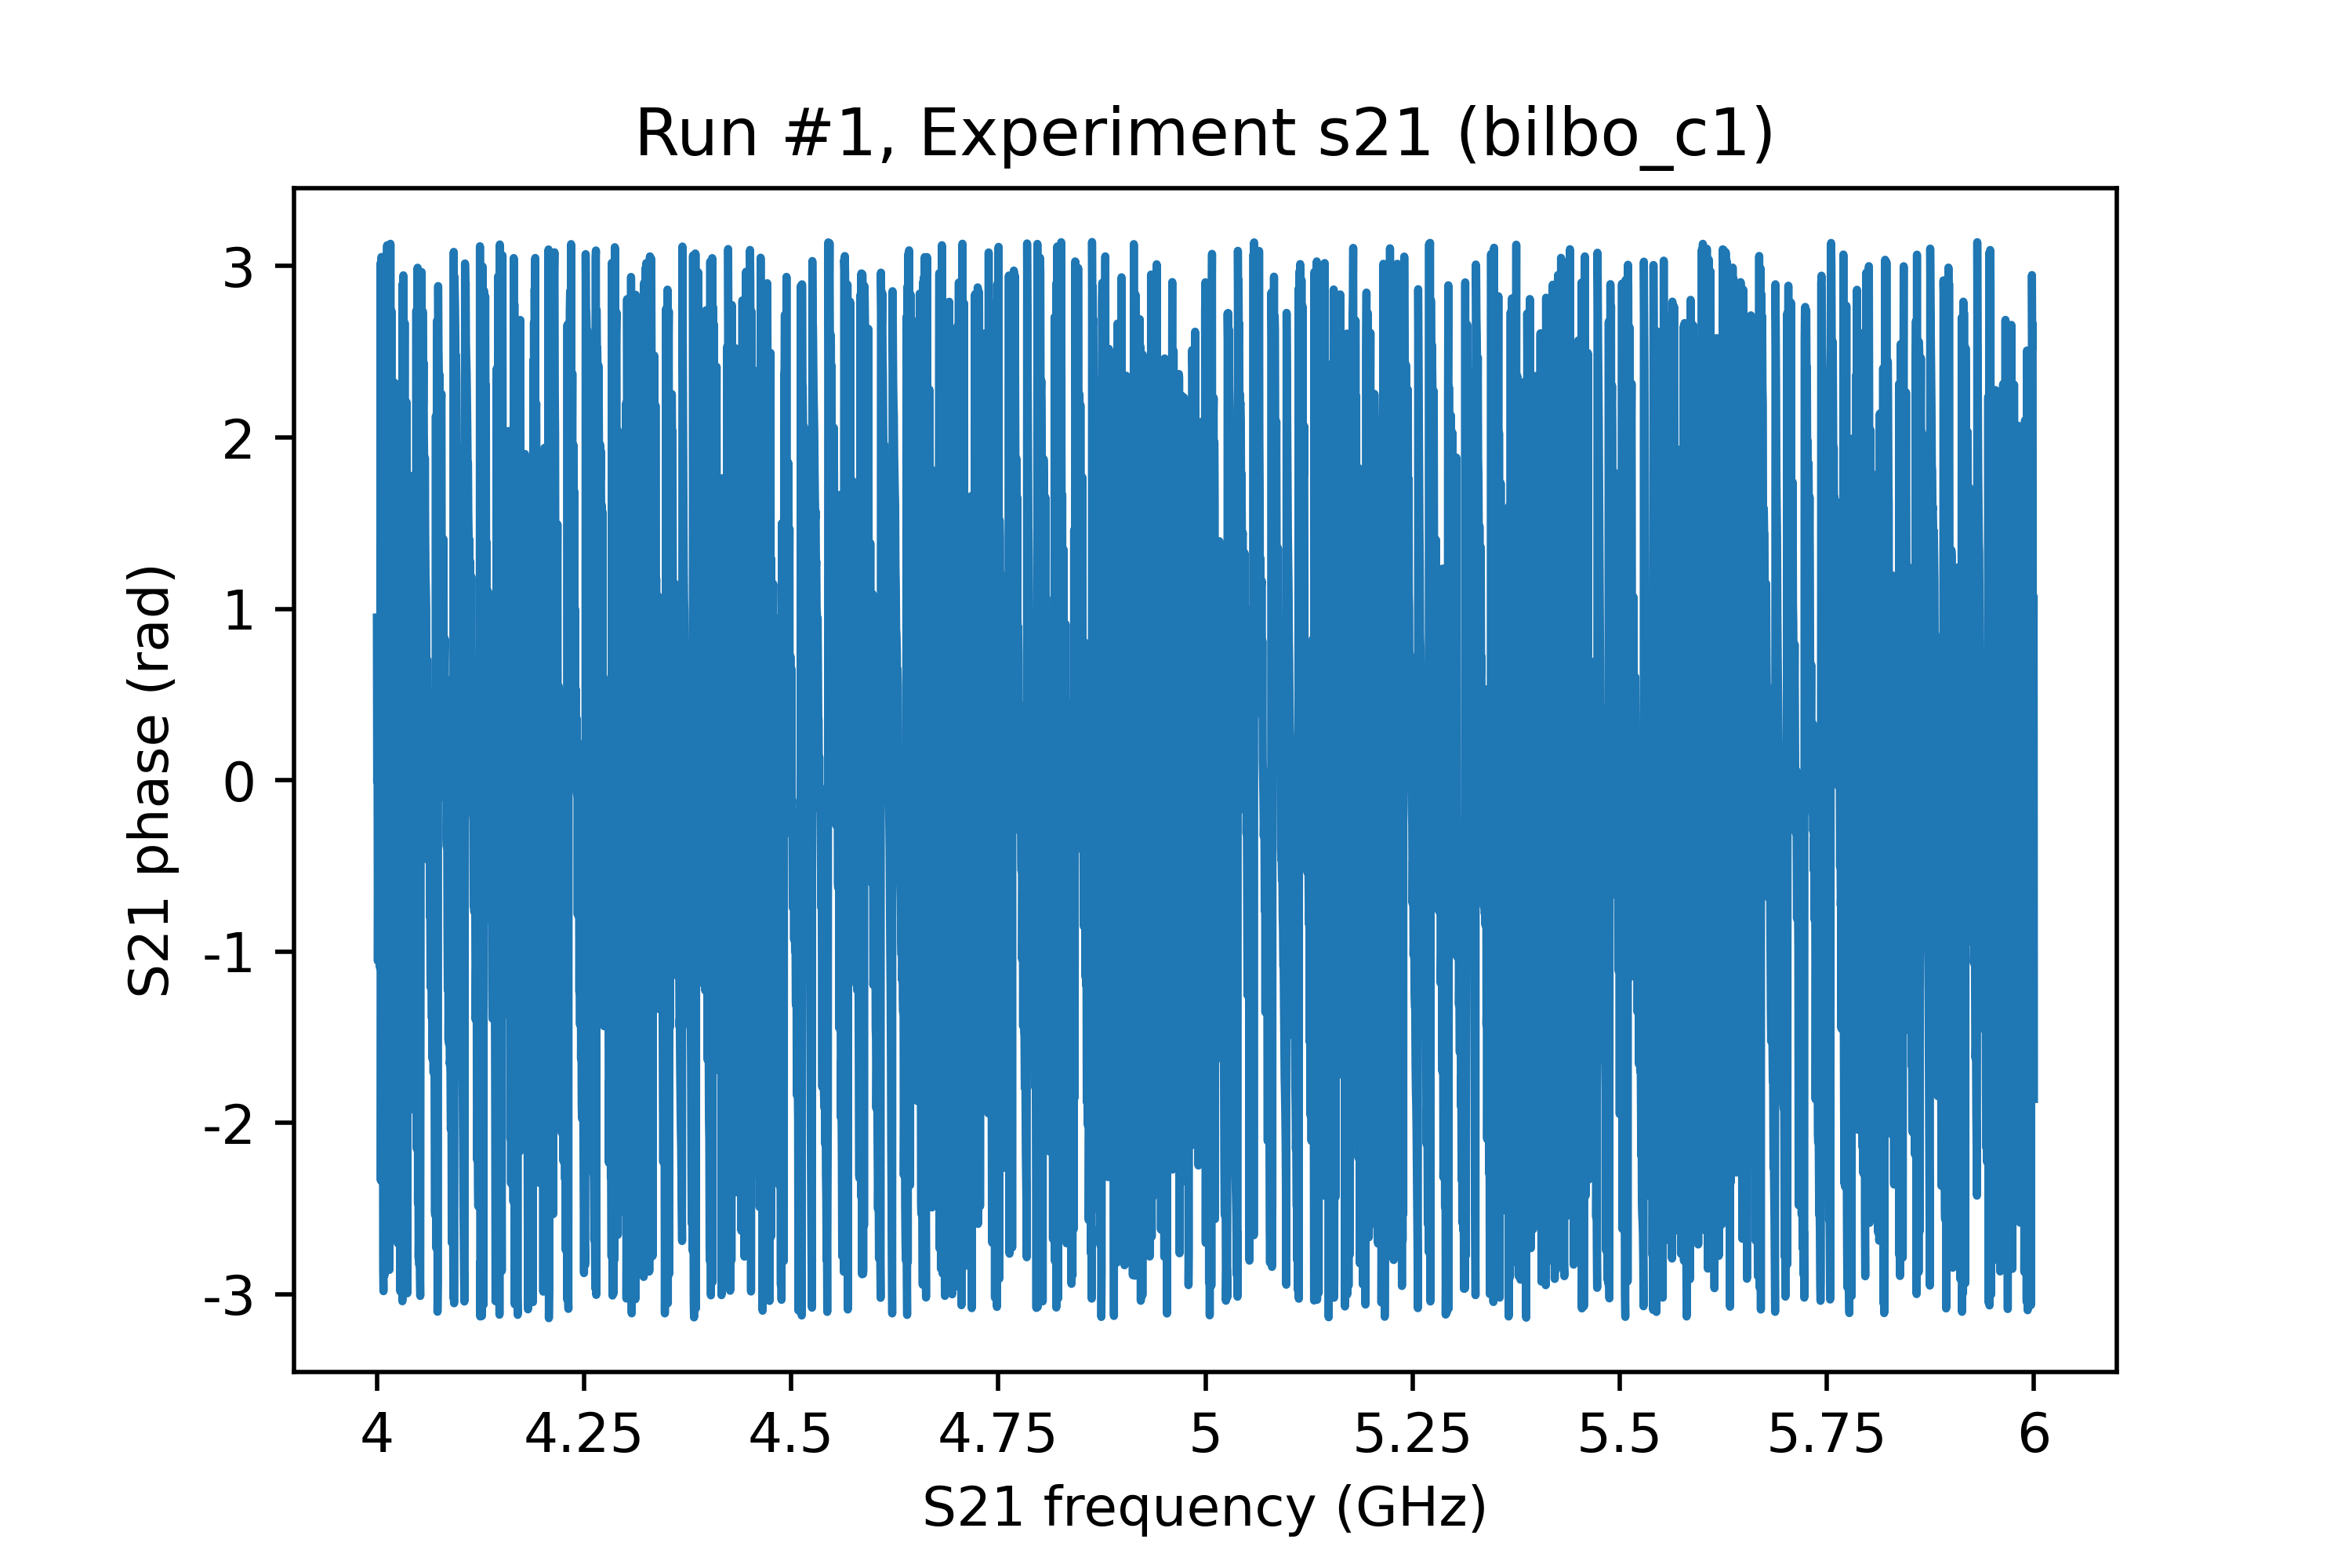 Run #1, Experiment s21 (bilbo_c1)
3
2
1
0
-1
-2
-3
S21 phase (rad)
4 4.25 4.5 4.75 5 5.25 5.5 5.75 6
S21 frequency (GHz)